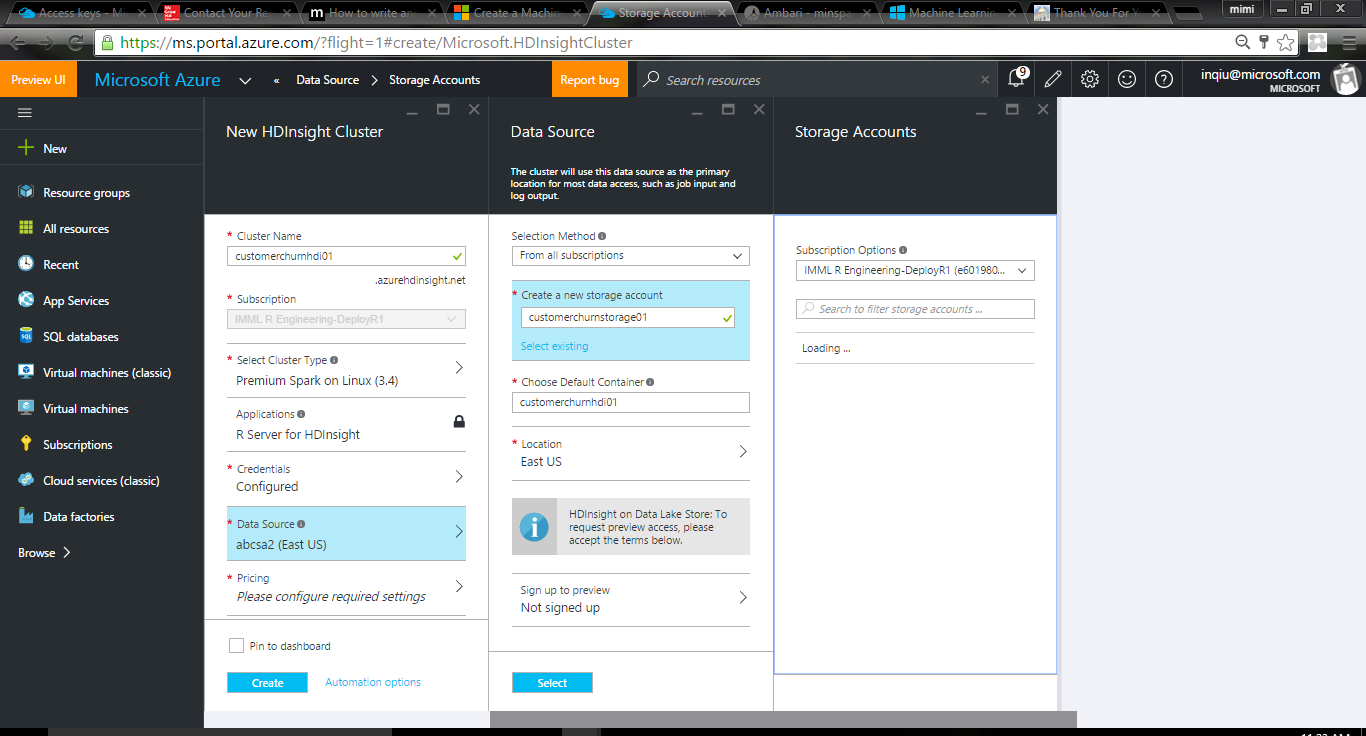 Access keys - Mi
Contact Your Re
How to write an
Create a Machin
Storage Accoun
Ambari - minspa
Machine Learnin
Thank You For Y
mimi
https://ms.portal.azure.com/?flight=1#create/Microsoft.HDInsightCluster
Preview UI
Microsoft Azure
«
Data Source
Storage Accounts
Report bug
Search resources
9
inqiu@microsoft.com
MICROSOFT
New
Resource groups
All resources
Recent
App Services
SQL databases
Virtual machines (classic)
Virtual machines
Subscriptions
Cloud services (classic)
Data factories
Browse
New HDInsight Cluster
* Cluster Name
customerchurnhdi01
.azurehdinsight.net
* Subscription
IMML R Engineering-DeployR1
* Select Cluster Type
Premium Spark on Linux (3.4)
Applications
R Server for HDInsight
* Credentials
Configured
* Data Source
abcsa2 (East US)
* Pricing
Please configure required settings
Pin to dashboard
Create
Automation options
Data Source
The cluster will use this data source as the primary
location for most data access, such as job input and
log output.
Selection Method
From all subscriptions
* Create a new storage account
customerchurnstorage01
Select existing
* Choose Default Container
customerchurnhdi01
* Location
East US
HDInsight on Data Lake Store: To
request preview access, please
accept the terms below.
Sign up to preview
Not signed up
Select
Storage Accounts
Subscription Options
IMML R Engineering-DeployR1 (e601980...
Search to filter storage accounts ...
Loading ...